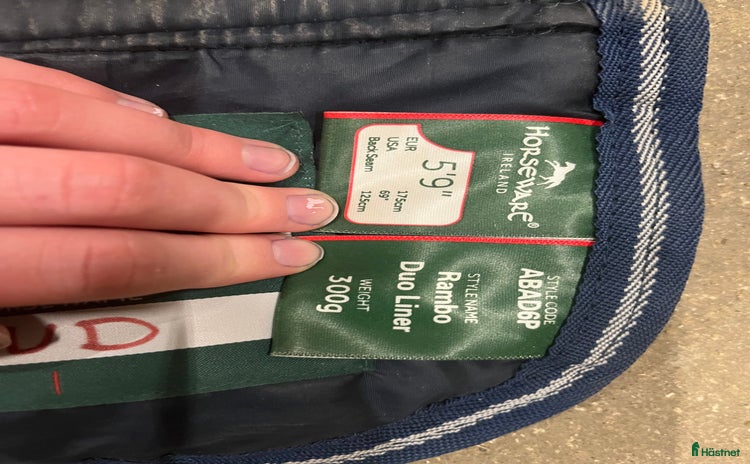 HORSEWARE®
IRELAND
5'9"
EUR 175cm
USA 69"
Back Seam 125cm
STYLE CODE
ABAD6P
STYLE NAME
Rambo
Duo Liner
WEIGHT
300g
UD
Hästnet